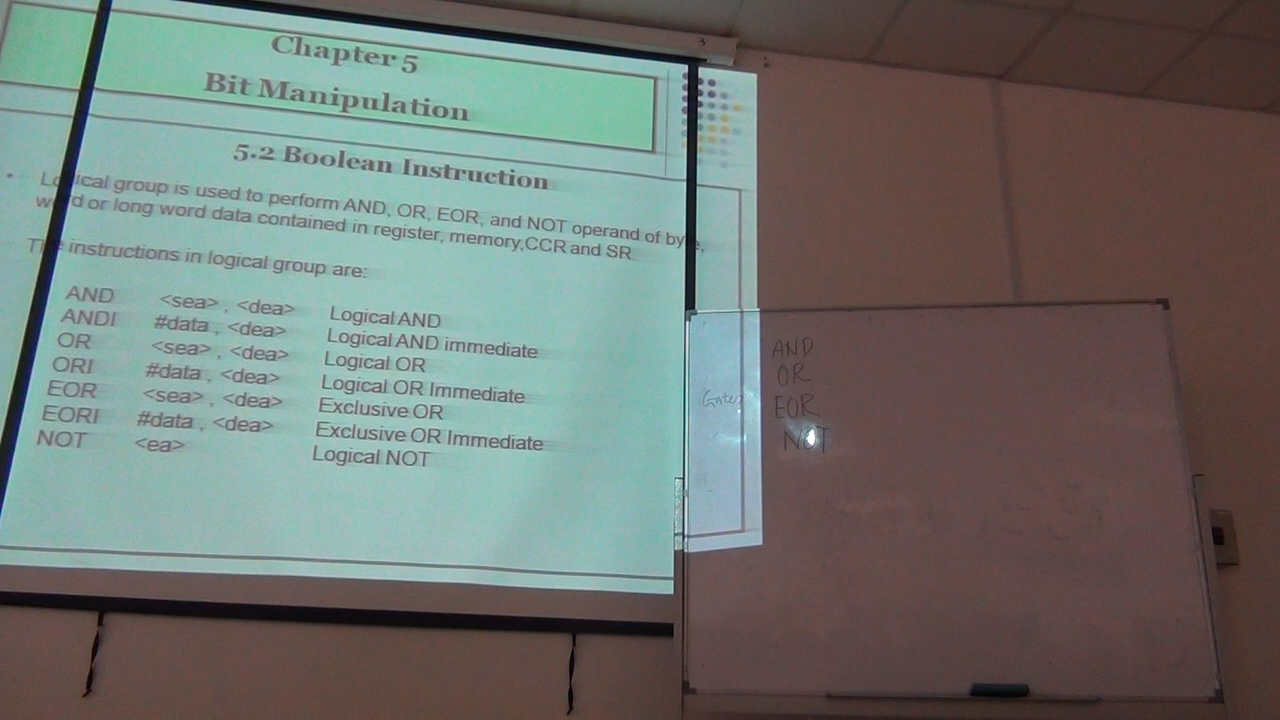 Chapter 5
Bit Manipulation
5.2 Boolean Instruction
• Logical group is used to perform AND, OR, EOR, and NOT operand of byte,
word or long word data contained in register, memory,CCR and SR.
The instructions in logical group are:
AND <sea> , <dea> Logical AND
ANDI #data , <dea> Logical AND immediate
OR <sea> , <dea> Logical OR
ORI #data , <dea> Logical OR Immediate
EOR <sea> , <dea> Exclusive OR
EORI #data , <dea> Exclusive OR Immediate
NOT <ea> Logical NOT
AND
OR
Gates EOR
NOT